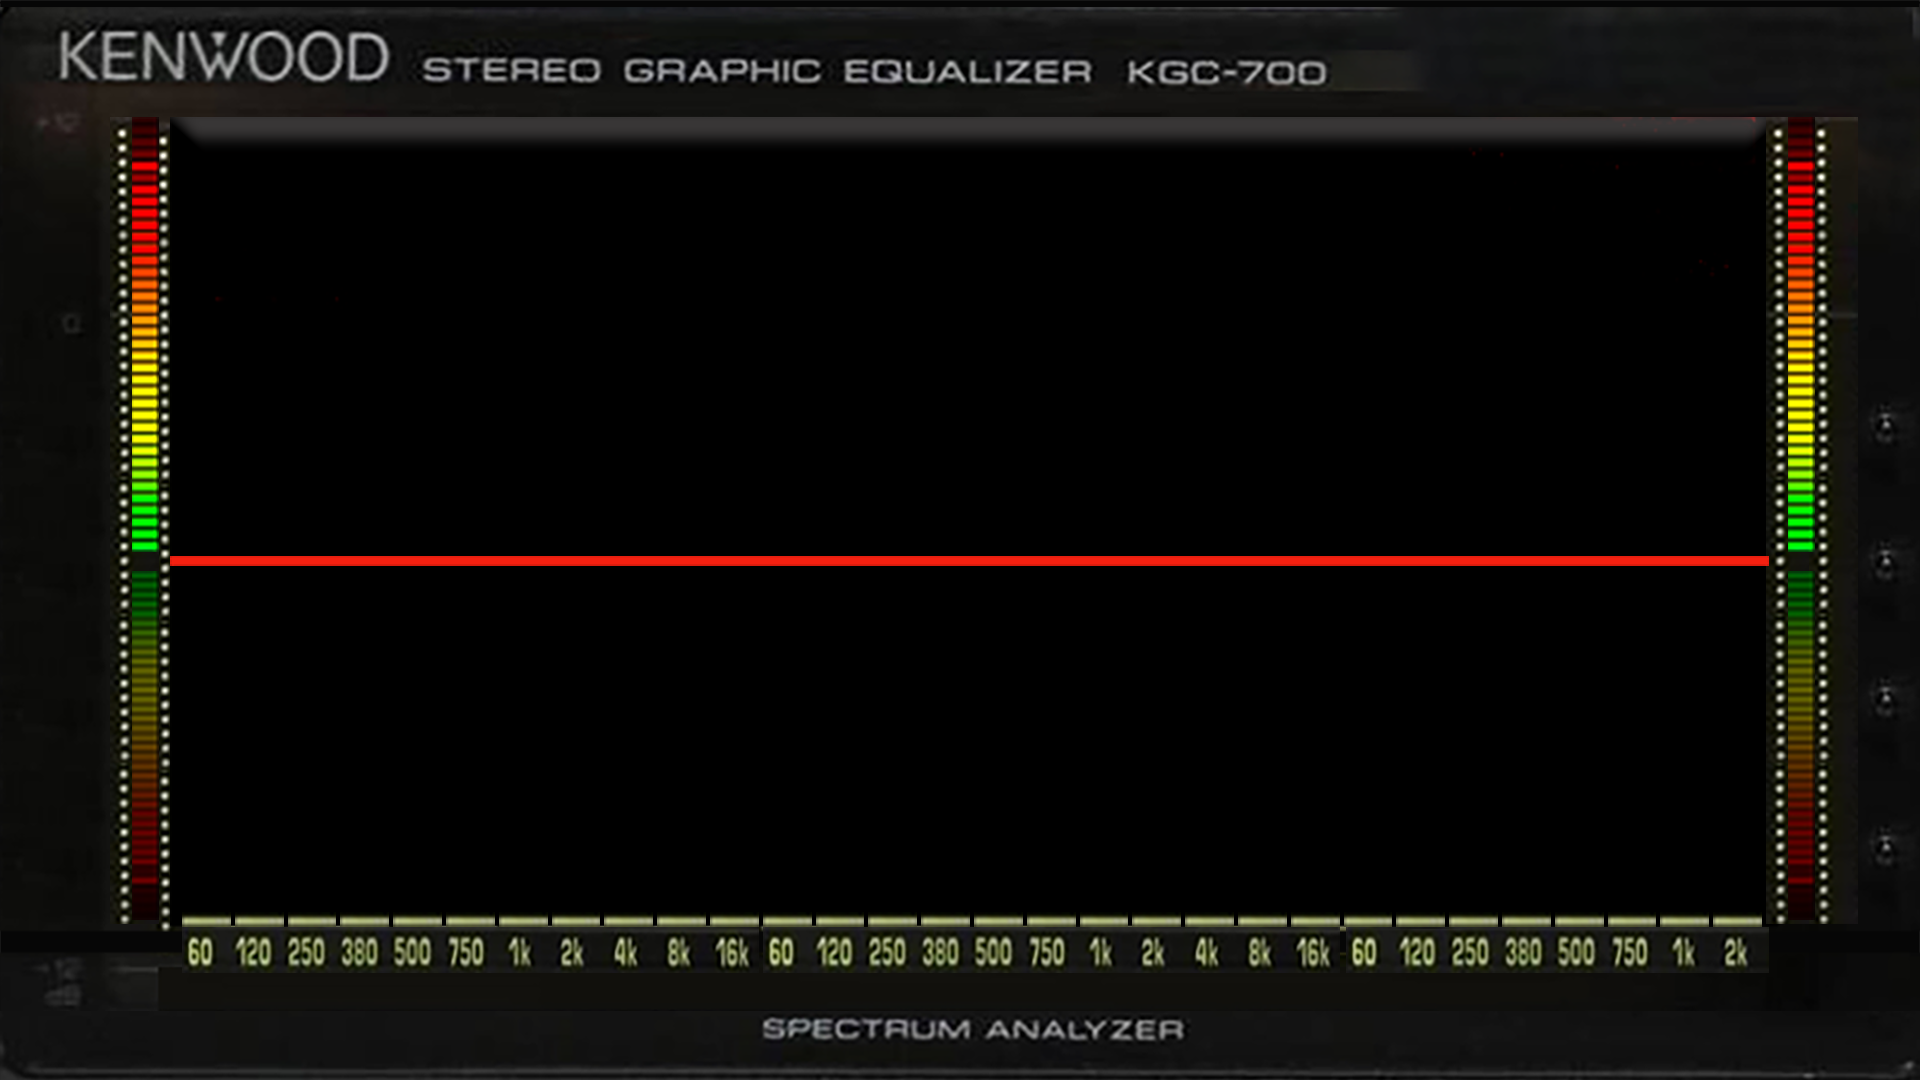 KENWOOD STEREO GRAPHIC EQUALIZER KGC-700
+12
0
60 120 250 380 500 750 1k 2k 4k 8k 16k 60 120 250 380 500 750 1k 2k 4k 8k 16k 60 120 250 380 500 750 1k 2k
-12
dB
SPECTRUM ANALYZER